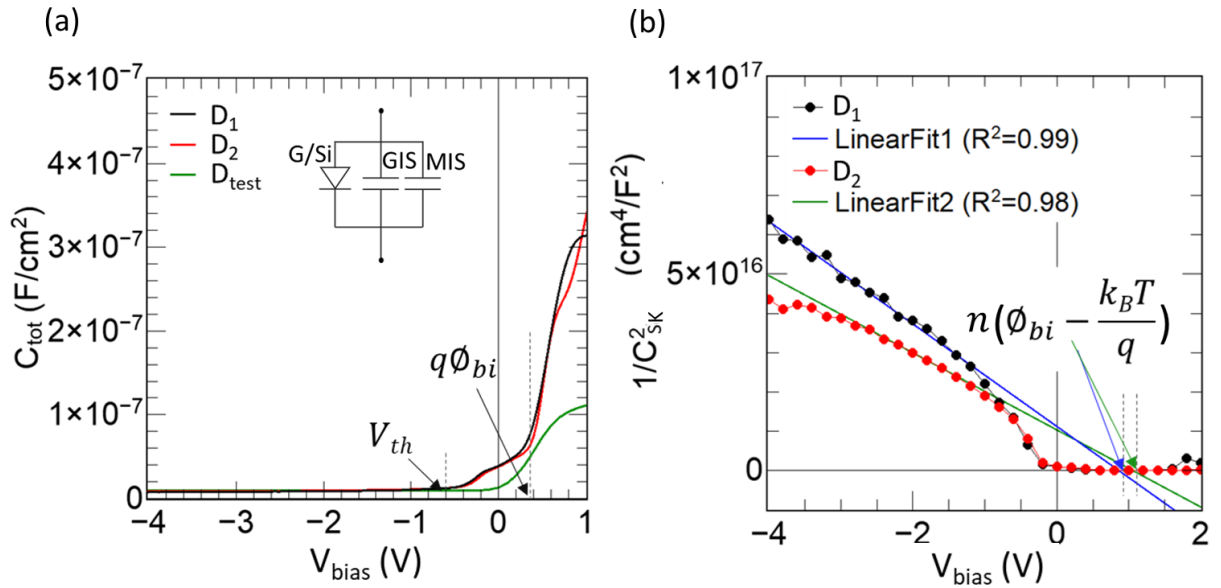 (a)
5×10⁻⁷
4×10⁻⁷
3×10⁻⁷
2×10⁻⁷
1×10⁻⁷
0
C_tot (F/cm²)
D₁
D₂
D_test
G/Si
GIS
MIS
qØ_bi
V_th
−4
−3
−2
−1
0
1
V_bias (V)
(b)
1×10¹⁷
5×10¹⁶
0
1/C²_SK (cm⁴/F²)
D₁
LinearFit1 (R²=0.99)
D₂
LinearFit2 (R²=0.98)
n(Ø_bi − k_BT/q)
−4
−2
0
2
V_bias (V)